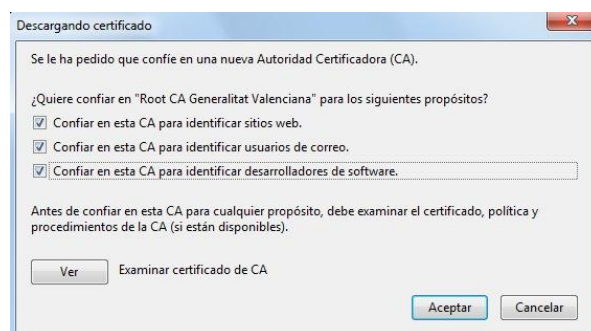 Descargando certificado
Se le ha pedido que confíe en una nueva Autoridad Certificadora (CA).
¿Quiere confiar en "Root CA Generalitat Valenciana" para los siguientes propósitos?
Confiar en esta CA para identificar sitios web.
Confiar en esta CA para identificar usuarios de correo.
Confiar en esta CA para identificar desarrolladores de software.
Antes de confiar en esta CA para cualquier propósito, debe examinar el certificado, política y
procedimientos de la CA (si están disponibles).
Ver Examinar certificado de CA
Aceptar Cancelar